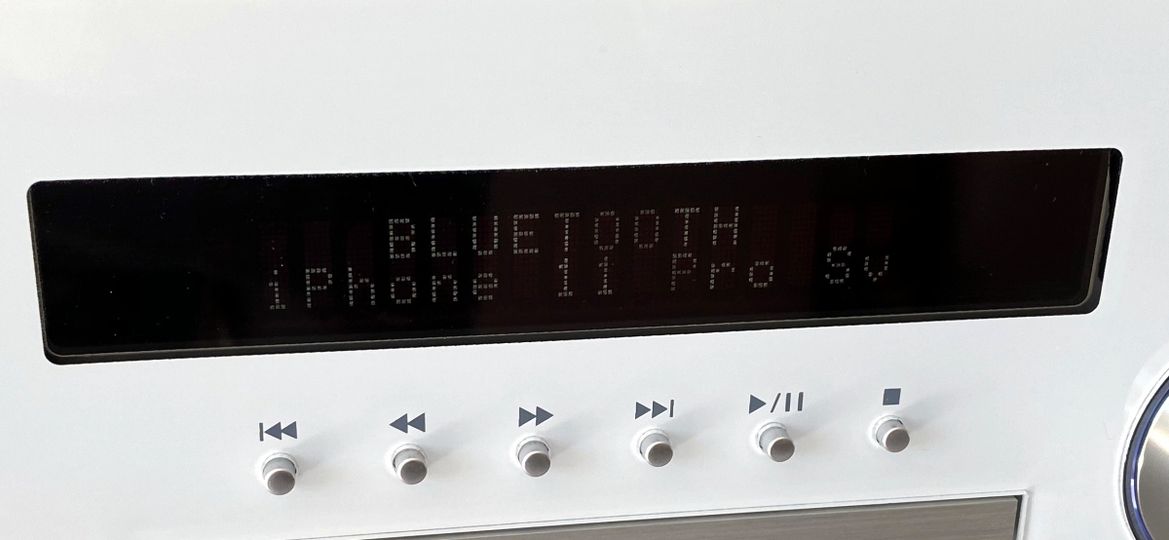 BLUETOOTH
iPhone 11 Pro Sv